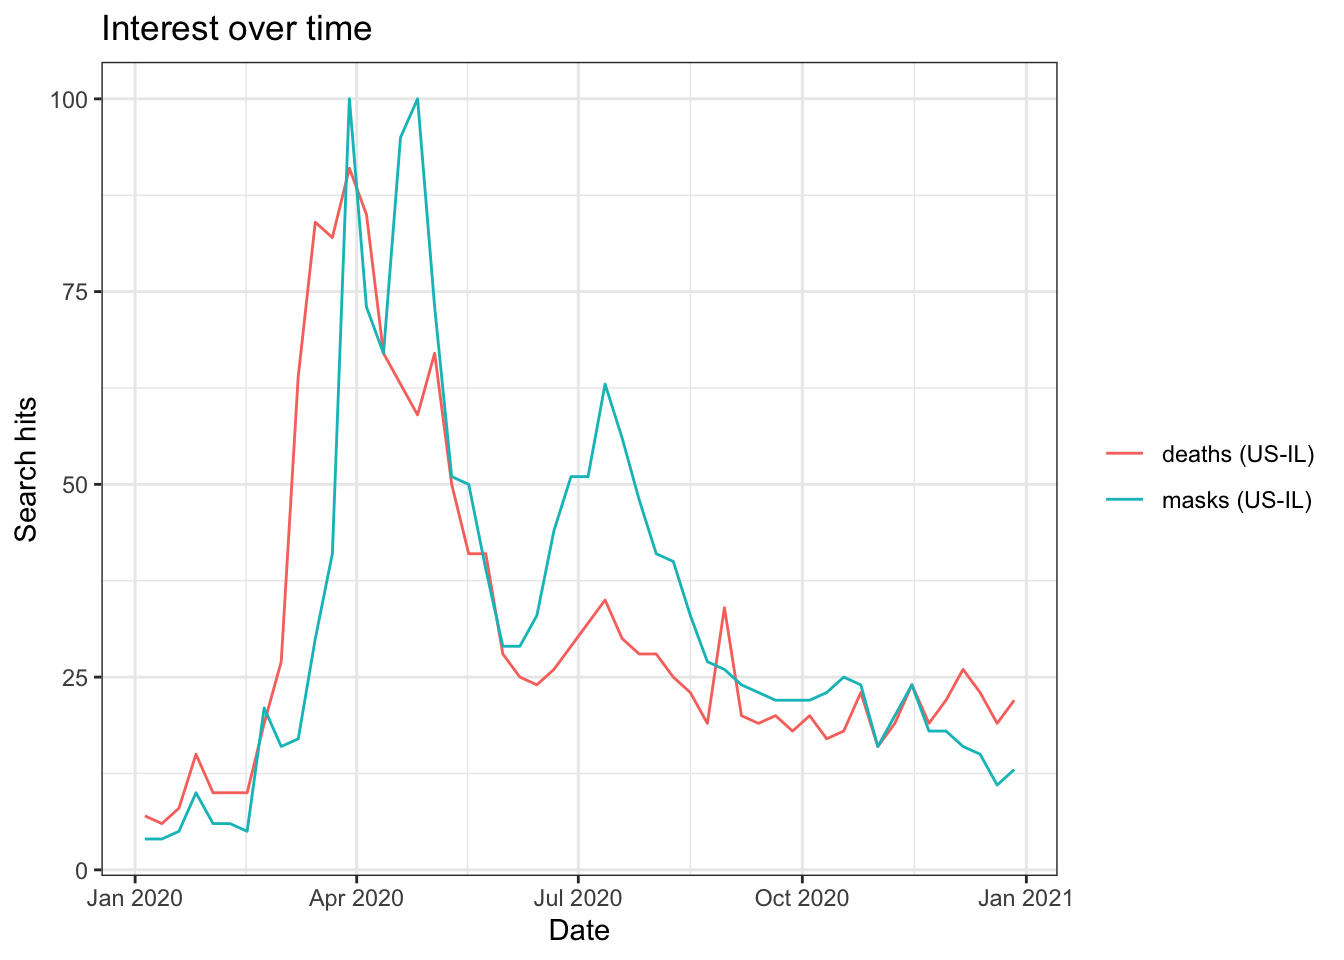 Interest over time
100
75
50
25
0
Search hits
Jan 2020
Apr 2020
Jul 2020
Oct 2020
Jan 2021
Date
deaths (US-IL)
masks (US-IL)